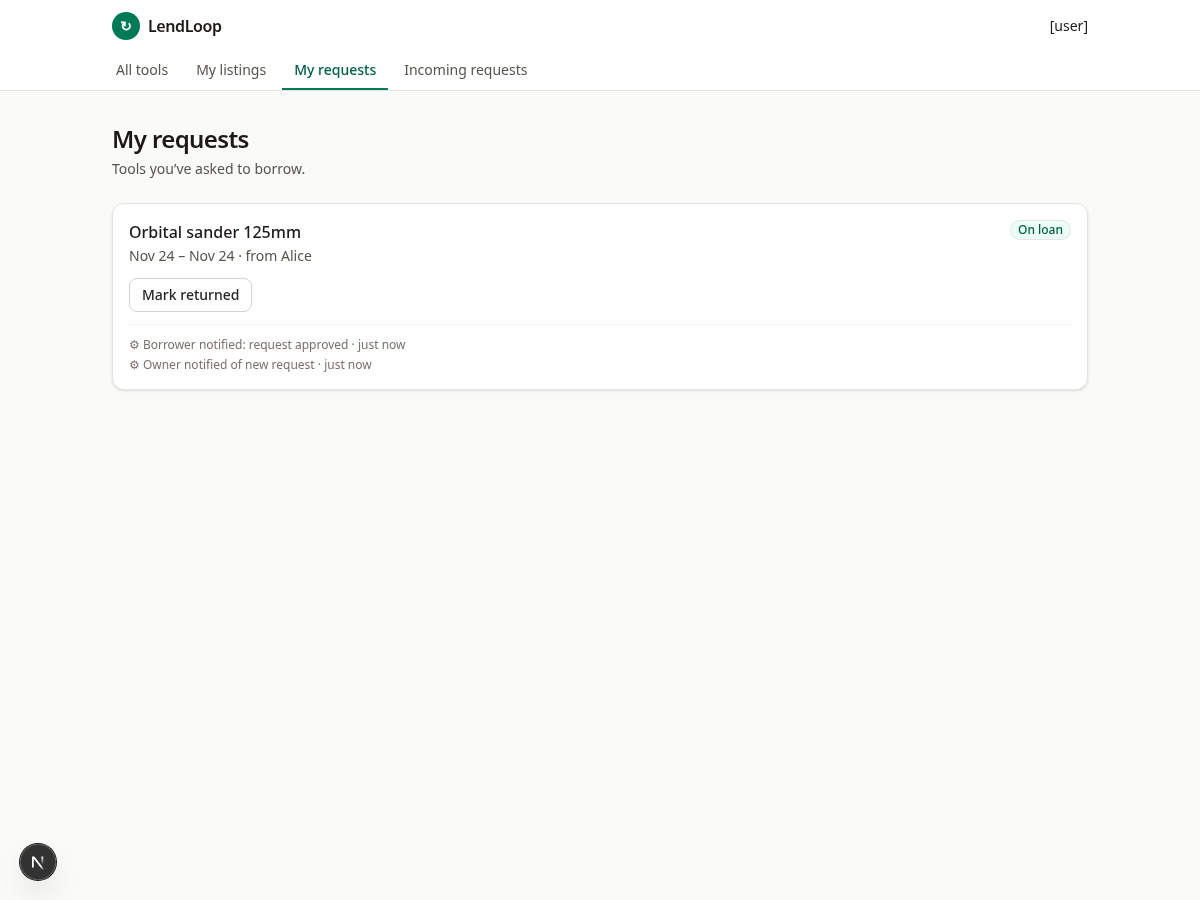 ↻ LendLoop
[user]
All tools My listings My requests Incoming requests
My requests
Tools you’ve asked to borrow.
Orbital sander 125mm
On loan
Nov 24 – Nov 24 · from Alice
Mark returned
⚙ Borrower notified: request approved · just now
⚙ Owner notified of new request · just now
N